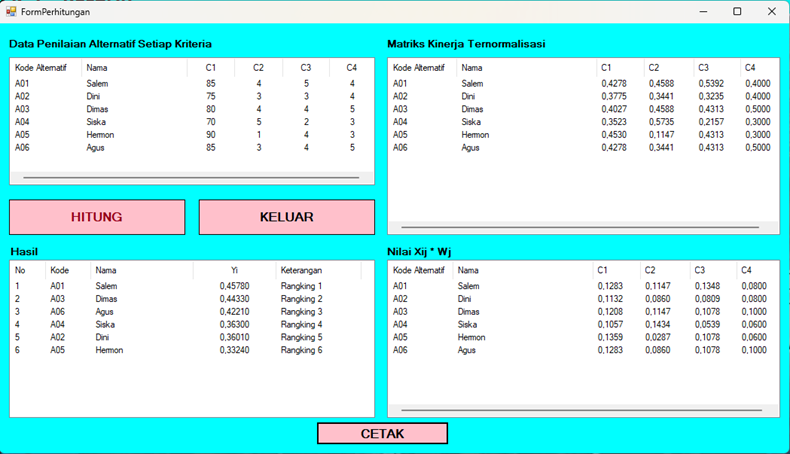 FormPerhitungan
Data Penilaian Alternatif Setiap Kriteria
Kode Alternatif Nama C1 C2 C3 C4
A01 Salem 85 4 5 4
A02 Dini 75 3 3 4
A03 Dimas 80 4 4 5
A04 Siska 70 5 2 3
A05 Hermon 90 1 4 3
A06 Agus 85 3 4 5
HITUNG KELUAR
Matriks Kinerja Ternormalisasi
Kode Alternatif Nama C1 C2 C3 C4
A01 Salem 0,4278 0,4588 0,5392 0,4000
A02 Dini 0,3775 0,3441 0,3235 0,4000
A03 Dimas 0,4027 0,4588 0,4313 0,5000
A04 Siska 0,3523 0,5735 0,2157 0,3000
A05 Hermon 0,4530 0,1147 0,4313 0,3000
A06 Agus 0,4278 0,3441 0,4313 0,5000
Hasil
No Kode Nama Yi Keterangan
1 A01 Salem 0,45780 Rangking 1
2 A03 Dimas 0,44330 Rangking 2
3 A06 Agus 0,42210 Rangking 3
4 A04 Siska 0,36300 Rangking 4
5 A02 Dini 0,36010 Rangking 5
6 A05 Hermon 0,33240 Rangking 6
Nilai Xij * Wj
Kode Alternatif Nama C1 C2 C3 C4
A01 Salem 0,1283 0,1147 0,1348 0,0800
A02 Dini 0,1132 0,0860 0,0809 0,0800
A03 Dimas 0,1208 0,1147 0,1078 0,1000
A04 Siska 0,1057 0,1434 0,0539 0,0600
A05 Hermon 0,1359 0,0287 0,1078 0,0600
A06 Agus 0,1283 0,0860 0,1078 0,1000
CETAK